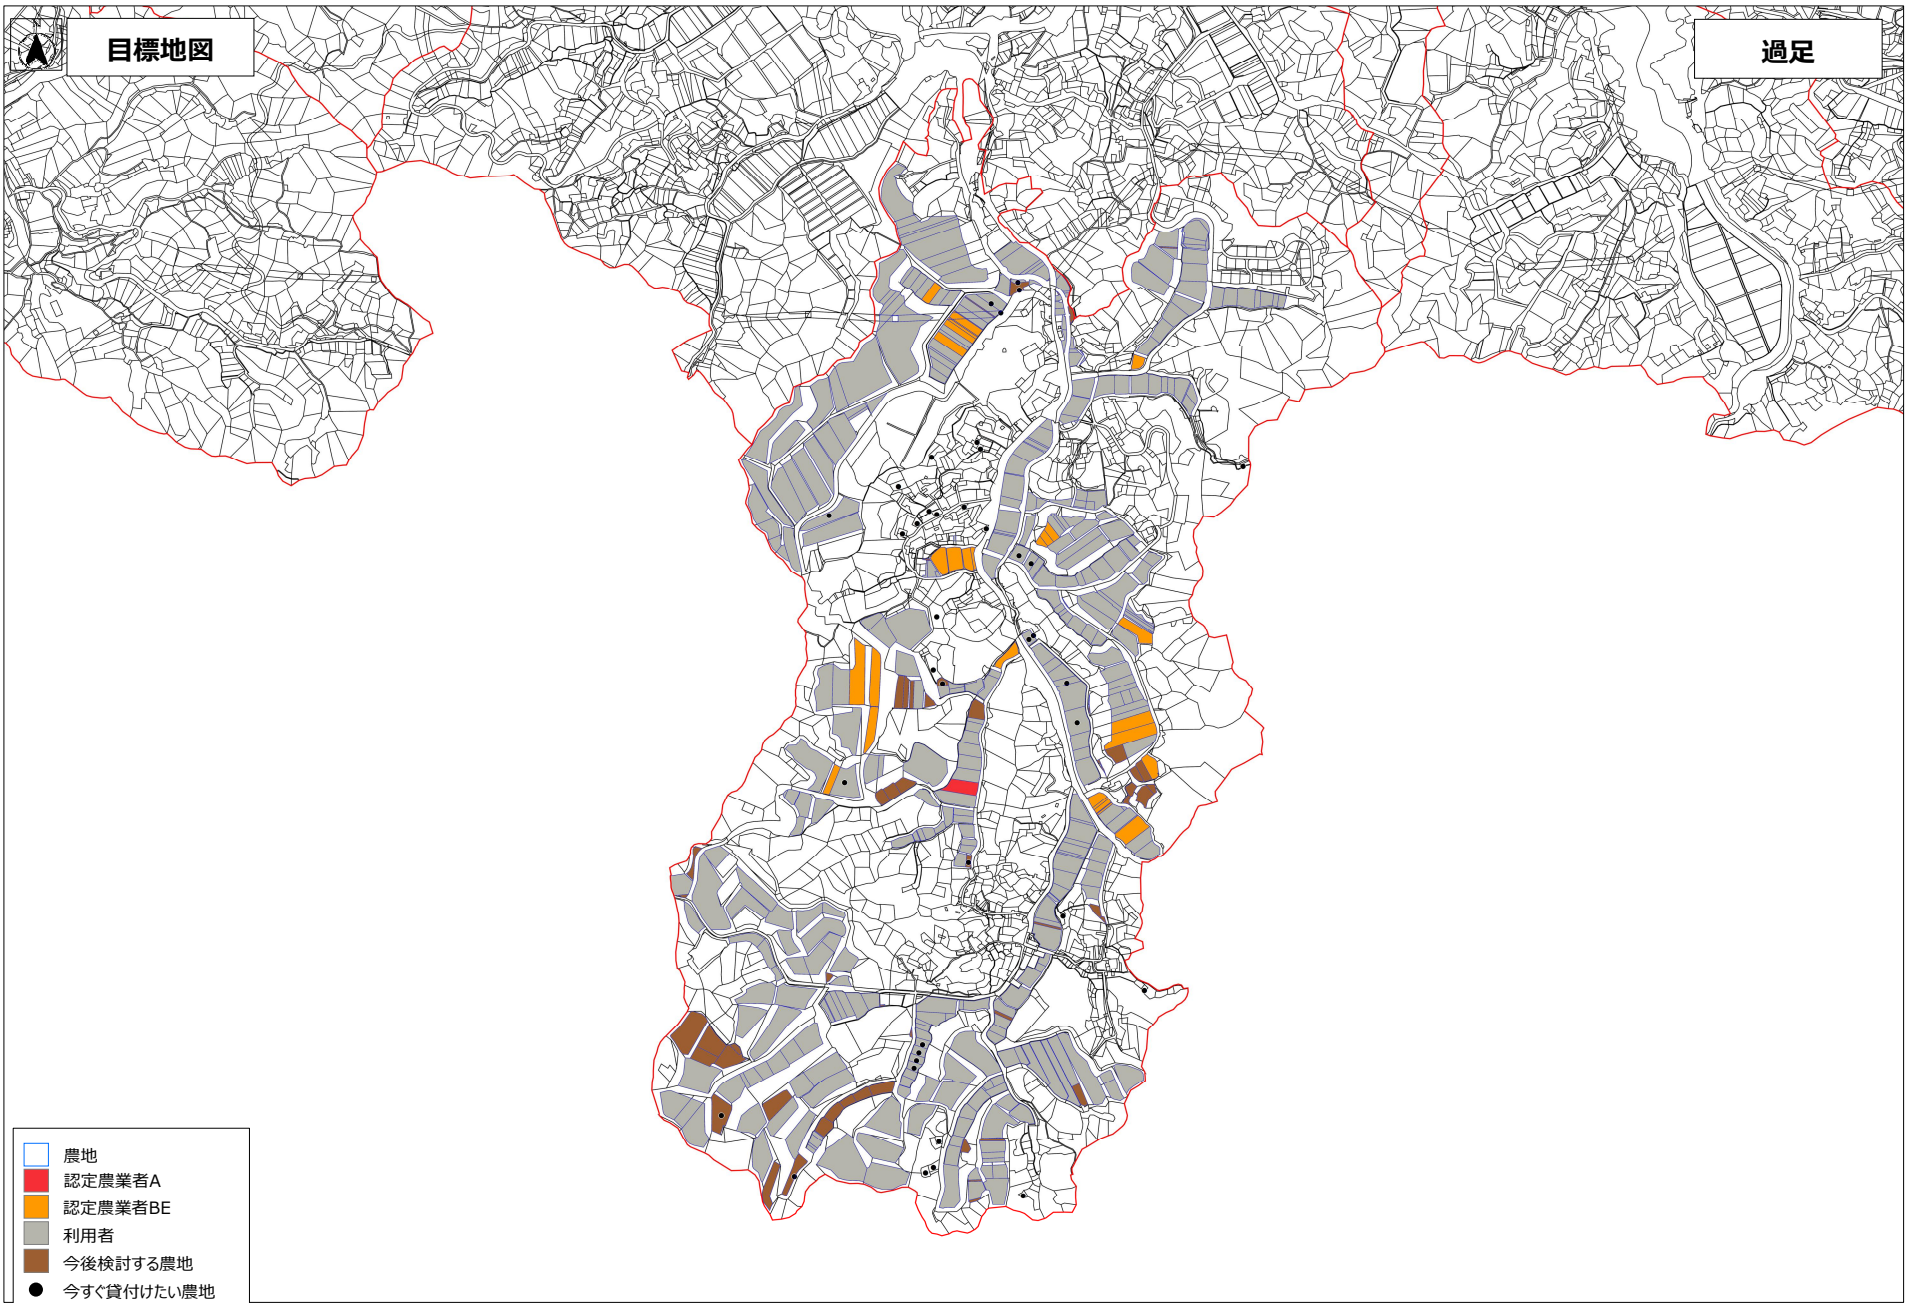 目標地図
過足
農地
認定農業者A
認定農業者BE
利用者
今後検討する農地
今すぐ貸付けたい農地